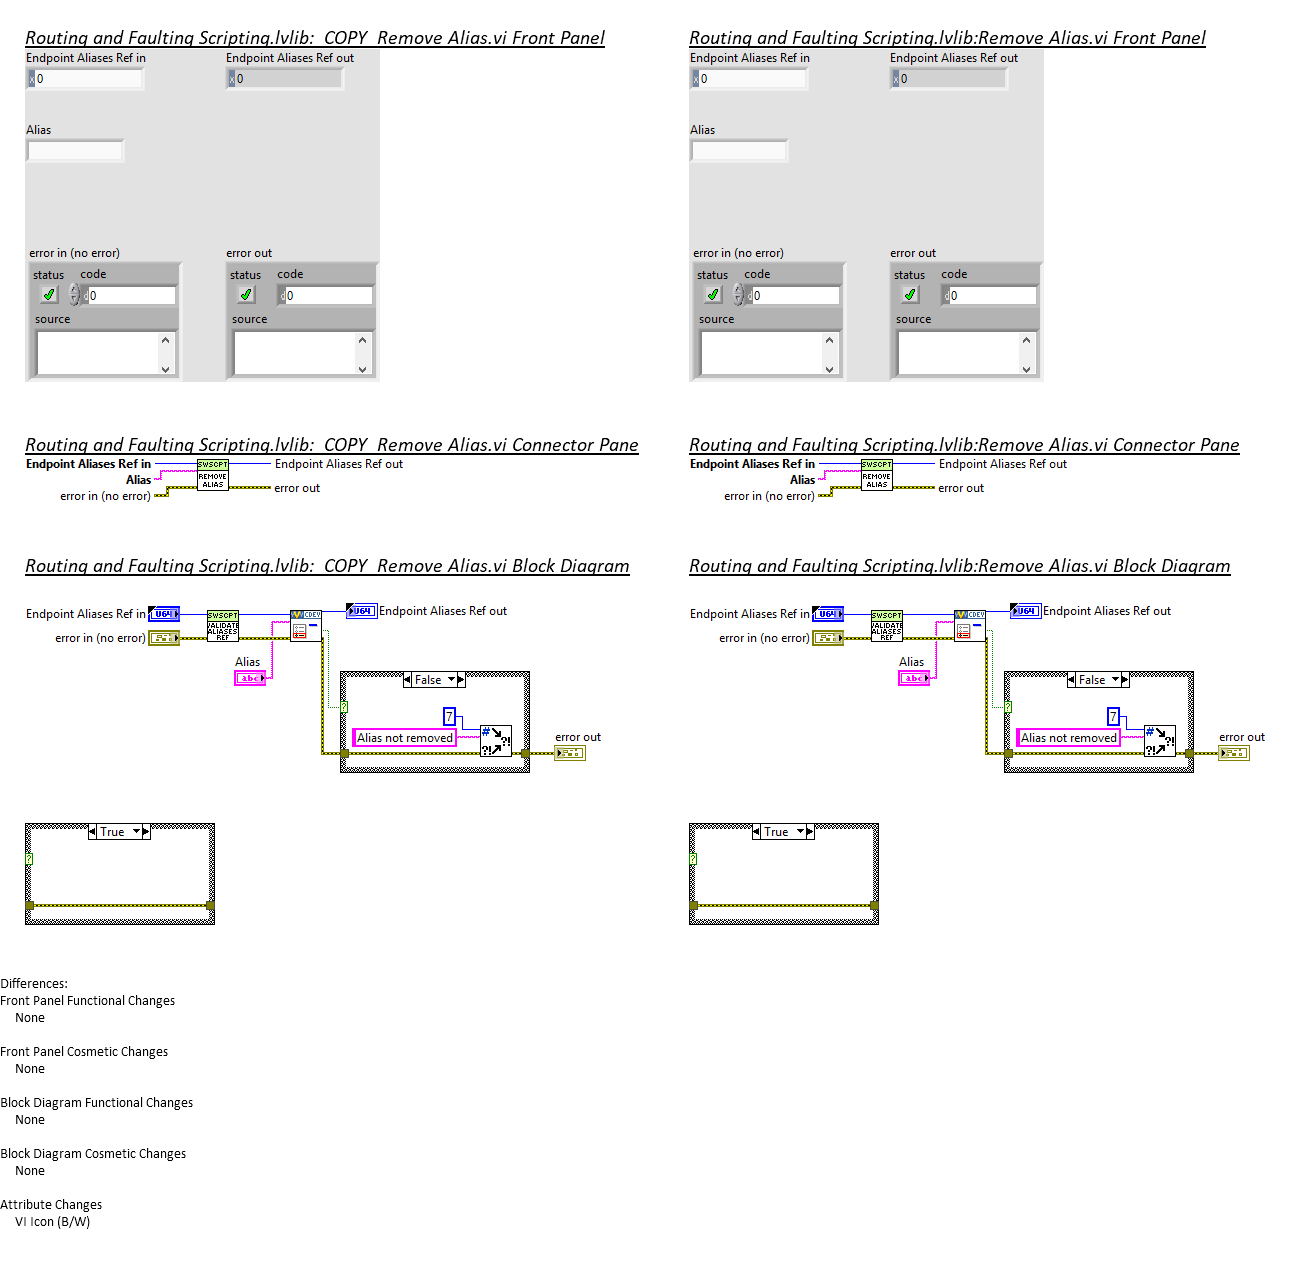 Routing and Faulting Scripting.lvlib:_COPY_Remove Alias.vi Front Panel
Endpoint Aliases Ref in
Endpoint Aliases Ref out
x 0
x 0
Alias
error in (no error)
error out
status
code
status
code
d 0
d 0
source
source
Routing and Faulting Scripting.lvlib:Remove Alias.vi Front Panel
Endpoint Aliases Ref in
Endpoint Aliases Ref out
x 0
x 0
Alias
error in (no error)
error out
status
code
status
code
d 0
d 0
source
source
Routing and Faulting Scripting.lvlib:_COPY_Remove Alias.vi Connector Pane
Endpoint Aliases Ref in
SWSCPT
Endpoint Aliases Ref out
Alias
REMOVE
ALIAS
error in (no error)
error out
Routing and Faulting Scripting.lvlib:Remove Alias.vi Connector Pane
Endpoint Aliases Ref in
SWSCPT
Endpoint Aliases Ref out
Alias
REMOVE
ALIAS
error in (no error)
error out
Routing and Faulting Scripting.lvlib:_COPY_Remove Alias.vi Block Diagram
Endpoint Aliases Ref in
U64
SWSCPT
VALIDATE
ALIASES
REF
CDEV
U64
Endpoint Aliases Ref out
error in (no error)
Alias
abc
False
?
7
Alias not removed
# ?! ?!
error out
True
?
Routing and Faulting Scripting.lvlib:Remove Alias.vi Block Diagram
Endpoint Aliases Ref in
U64
SWSCPT
VALIDATE
ALIASES
REF
CDEV
U64
Endpoint Aliases Ref out
error in (no error)
Alias
abc
False
?
7
Alias not removed
# ?! ?!
error out
True
?
Differences:
Front Panel Functional Changes
None
Front Panel Cosmetic Changes
None
Block Diagram Functional Changes
None
Block Diagram Cosmetic Changes
None
Attribute Changes
VI Icon (B/W)